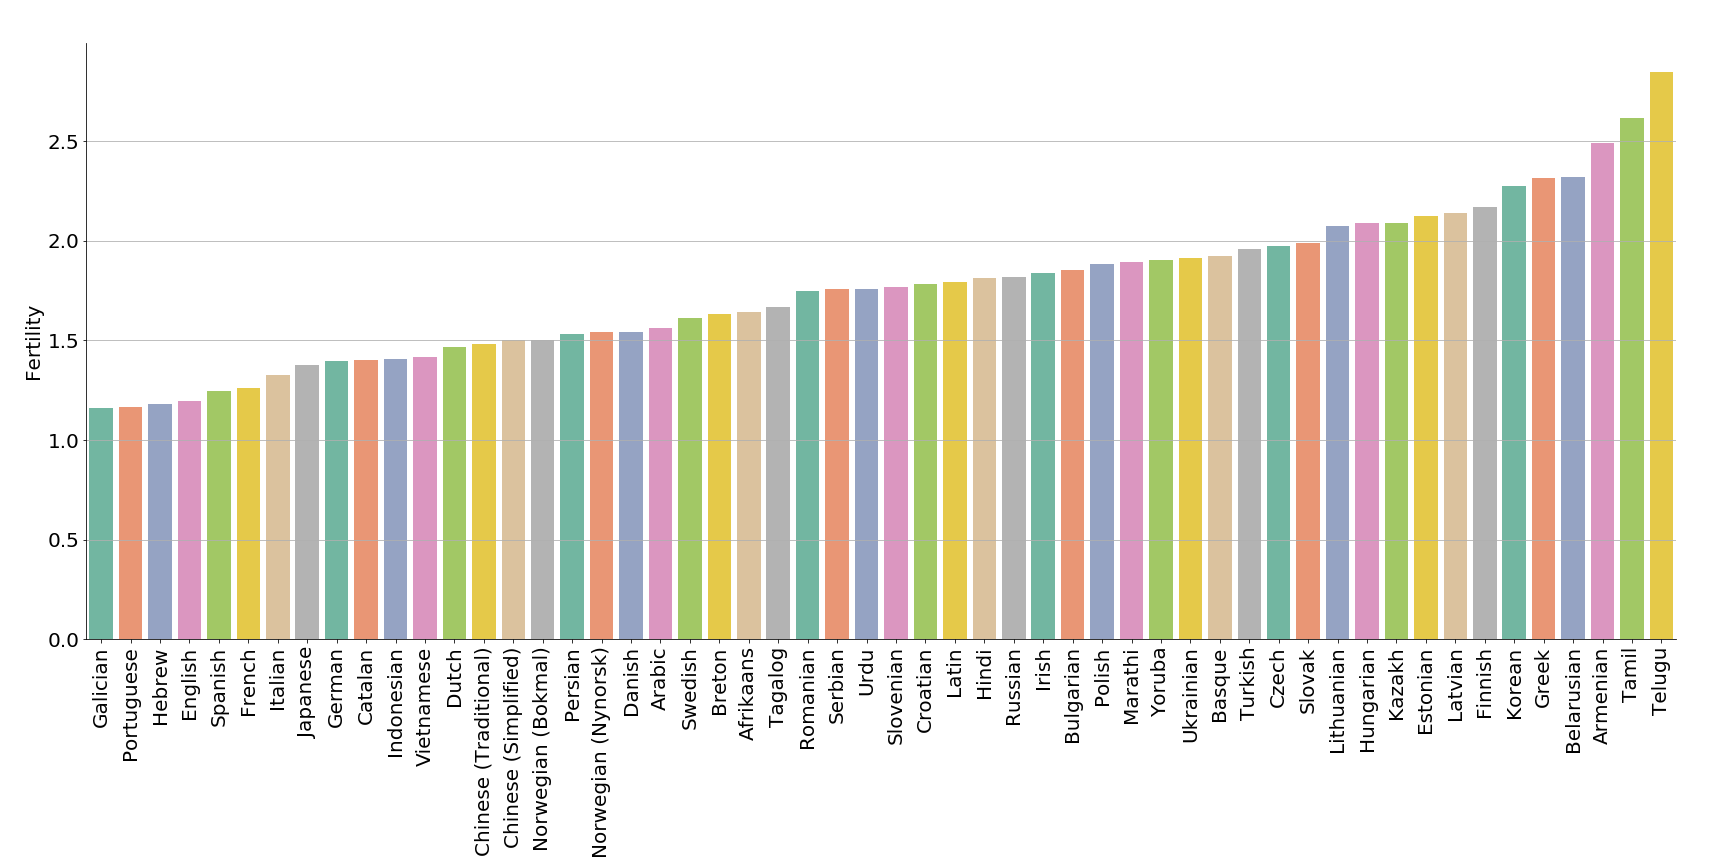 2.5
2.0
1.5
1.0
0.5
0.0
Fertility
Galician
Portuguese
Hebrew
English
Spanish
French
Italian
Japanese
German
Catalan
Indonesian
Vietnamese
Dutch
Chinese (Traditional)
Chinese (Simplified)
Norwegian (Bokmal)
Persian
Norwegian (Nynorsk)
Danish
Arabic
Swedish
Breton
Afrikaans
Tagalog
Romanian
Serbian
Urdu
Slovenian
Croatian
Latin
Hindi
Russian
Irish
Bulgarian
Polish
Marathi
Yoruba
Ukrainian
Basque
Turkish
Czech
Slovak
Lithuanian
Hungarian
Kazakh
Estonian
Latvian
Finnish
Korean
Greek
Belarusian
Armenian
Tamil
Telugu